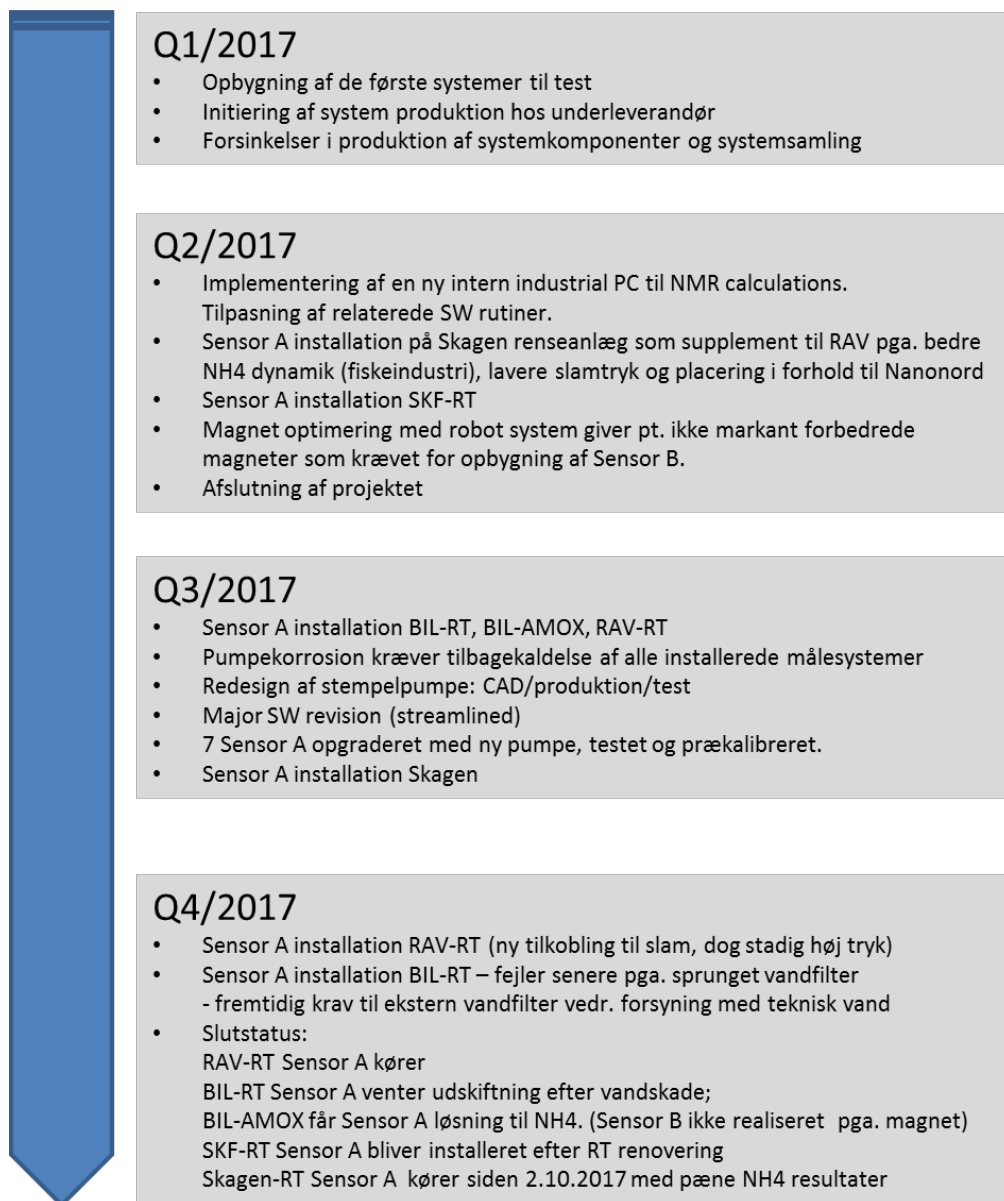 Q1/2017
• Opbygning af de første systemer til test
• Initiering af system produktion hos underleverandør
• Forsinkelser i produktion af systemkomponenter og systemsamling
Q2/2017
• Implementering af en ny intern industrial PC til NMR calculations.
Tilpasning af relaterede SW rutiner.
• Sensor A installation på Skagen renseanlæg som supplement til RAV pga. bedre
NH4 dynamik (fiskeindustri), lavere slamtryk og placering i forhold til Nanonord
• Sensor A installation SKF-RT
• Magnet optimering med robot system giver pt. ikke markant forbedrede
magneter som krævet for opbygning af Sensor B.
• Afslutning af projektet
Q3/2017
• Sensor A installation BIL-RT, BIL-AMOX, RAV-RT
• Pumpekorrosion kræver tilbagekaldelse af alle installerede målesystemer
• Redesign af stempelpumpe: CAD/produktion/test
• Major SW revision (streamlined)
• 7 Sensor A opgraderet med ny pumpe, testet og prækalibreret.
• Sensor A installation Skagen
Q4/2017
• Sensor A installation RAV-RT (ny tilkobling til slam, dog stadig høj tryk)
• Sensor A installation BIL-RT – fejler senere pga. sprunget vandfilter
- fremtidig krav til ekstern vandfilter vedr. forsyning med teknisk vand
• Slutstatus:
RAV-RT Sensor A kører
BIL-RT Sensor A venter udskiftning efter vandskade;
BIL-AMOX får Sensor A løsning til NH4. (Sensor B ikke realiseret pga. magnet)
SKF-RT Sensor A bliver installeret efter RT renovering
Skagen-RT Sensor A kører siden 2.10.2017 med pæne NH4 resultater